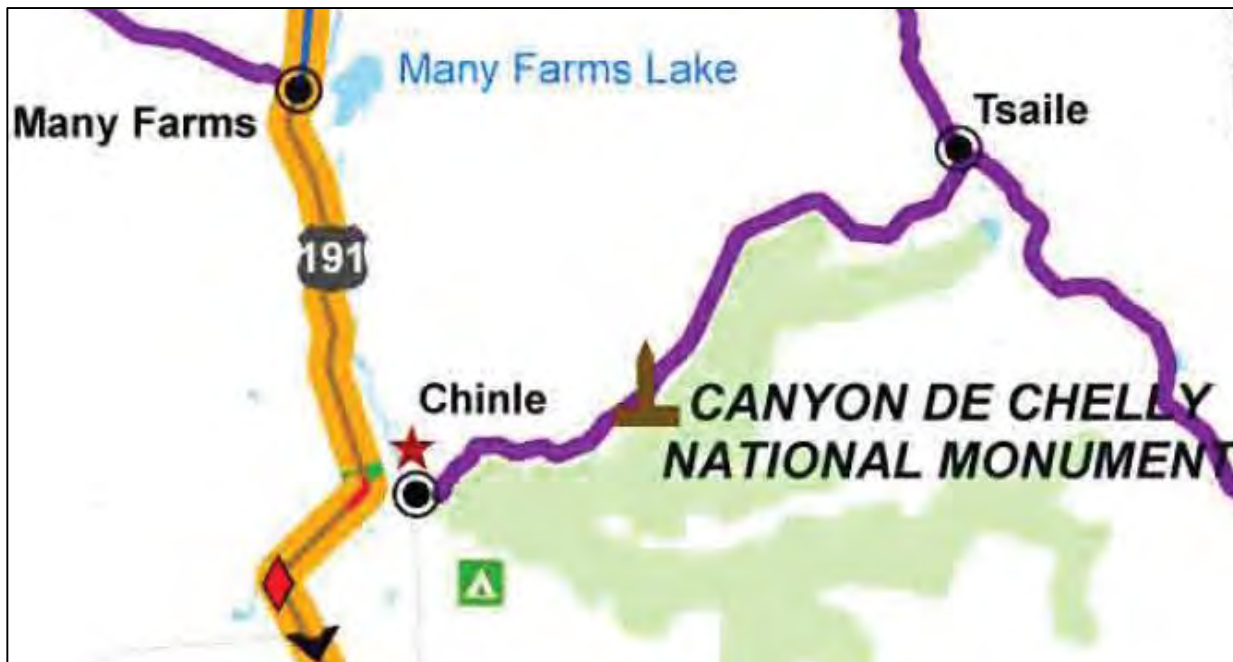 Many Farms Lake
Many Farms
Tsaile
191
Chinle
CANYON DE CHELLY
NATIONAL MONUMENT